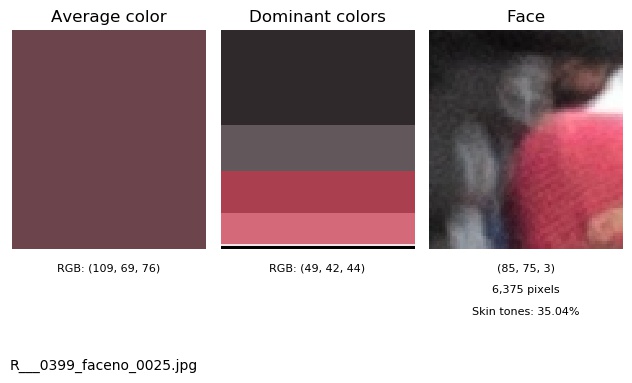 Average color
Dominant colors
Face
RGB: (109, 69, 76)
RGB: (49, 42, 44)
(85, 75, 3)
6,375 pixels
Skin tones: 35.04%
R___0399_faceno_0025.jpg